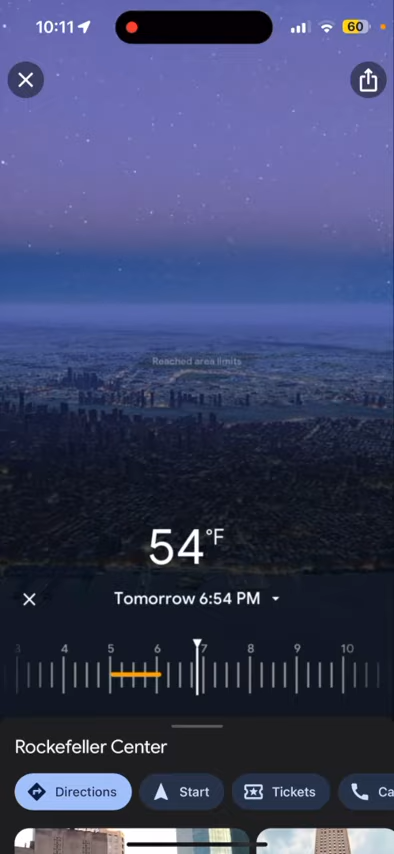 10:11
60
Reached area limits
54°F
Tomorrow 6:54 PM
3 4 5 6 7 8 9 10
Rockefeller Center
Directions
Start
Tickets
Ca